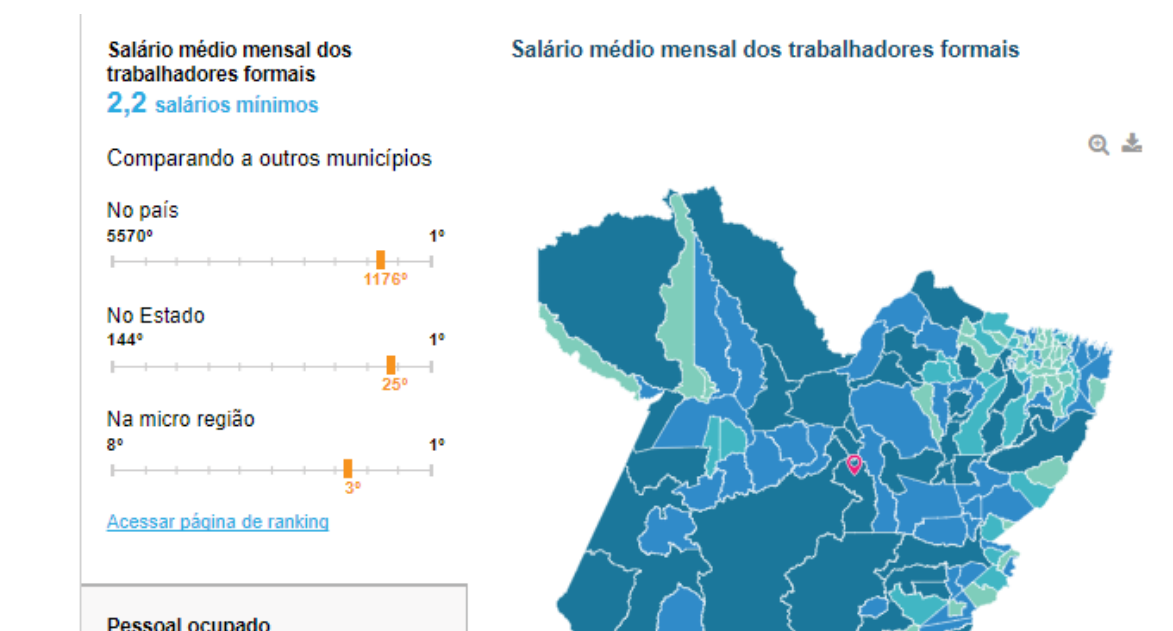 Salário médio mensal dos
trabalhadores formais
2,2 salários mínimos
Comparando a outros municípios
No país
5570º 1º
1176º
No Estado
144º 1º
25º
Na micro região
8º 1º
3º
Acessar página de ranking
Pessoal ocupado
Salário médio mensal dos trabalhadores formais